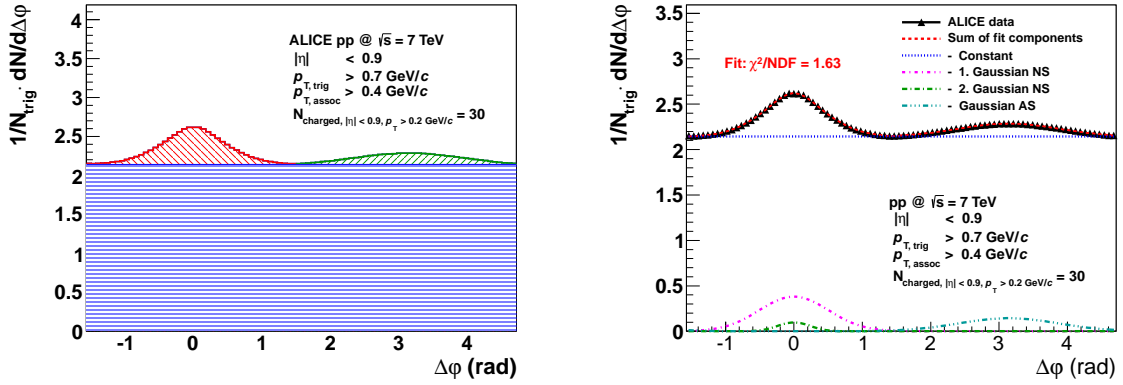 1/N_trig · dN/dΔφ
4
3.5
3
2.5
2
1.5
1
0.5
0
ALICE pp @ √s = 7 TeV
|η| < 0.9
p_T,trig > 0.7 GeV/c
p_T,assoc > 0.4 GeV/c
N_charged, |η| < 0.9, p_T > 0.2 GeV/c = 30
-1 0 1 2 3 4
Δφ (rad)
1/N_trig · dN/dΔφ
4
3.5
3
2.5
2
1.5
1
0.5
0
ALICE data
Sum of fit components
- Constant
- 1. Gaussian NS
- 2. Gaussian NS
- Gaussian AS
Fit: χ²/NDF = 1.63
pp @ √s = 7 TeV
|η| < 0.9
p_T, trig > 0.7 GeV/c
p_T, assoc > 0.4 GeV/c
N_charged, |η| < 0.9, p_T > 0.2 GeV/c = 30
-1 0 1 2 3 4
Δφ (rad)